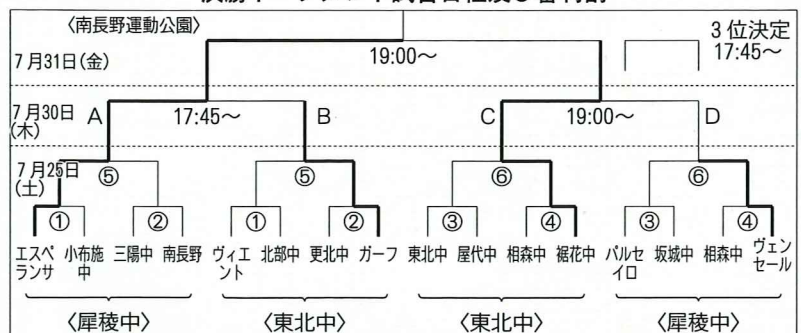 〈南長野運動公園〉
3位決定
17:45～
7月31日(金)
19:00～
7月30日
(木)
A
17:45～
B
C
19:00～
D
7月25日
(土)
⑤
⑤
⑥
⑥
①
②
①
②
③
④
③
④
エスペ
ランサ
小布施
中
三陽中
南長野
ヴィエ
ント
北部中
更北中
ガーフ
東北中
屋代中
相森中
裾花中
パルセ
イロ
坂城中
相森中
ヴェン
セール
〈犀稜中〉
〈東北中〉
〈東北中〉
〈犀稜中〉